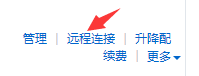 管理 | 远程连接 | 升降配
续费 | 更多